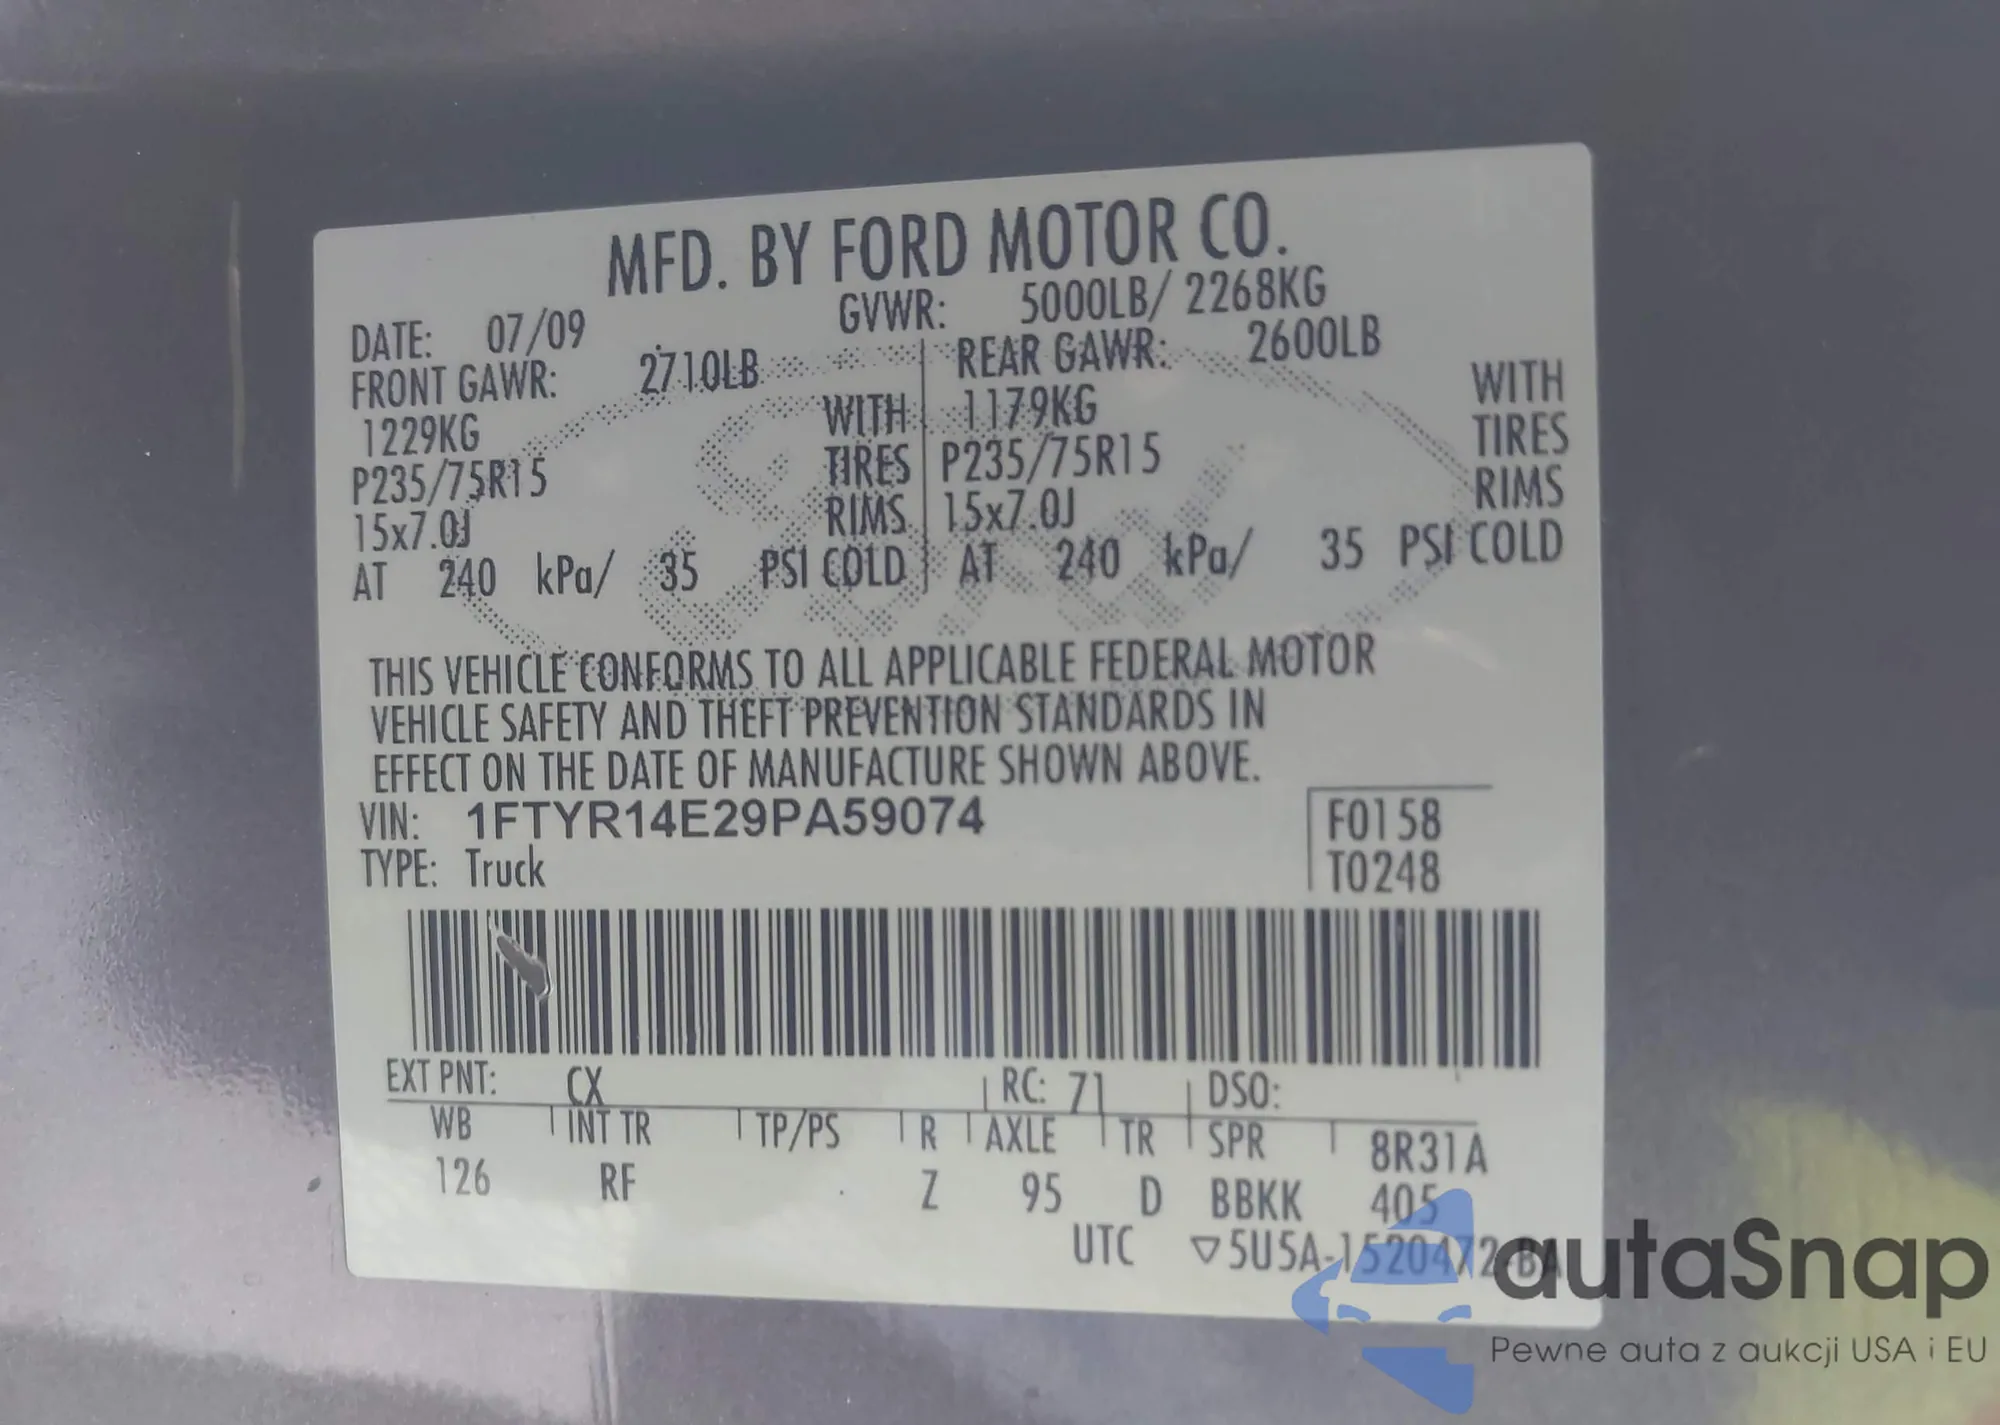 MFD. BY FORD MOTOR CO.
DATE: 07/09 GVWR: 5000LB/ 2268KG
FRONT GAWR: 2710LB REAR GAWR: 2600LB
1229KG WITH 1179KG WITH
P235/75R15 TIRES P235/75R15 TIRES
15x7.0J RIMS 15x7.0J RIMS
AT 240 kPa/ 35 PSI COLD AT 240 kPa/ 35 PSI COLD
THIS VEHICLE CONFORMS TO ALL APPLICABLE FEDERAL MOTOR
VEHICLE SAFETY AND THEFT PREVENTION STANDARDS IN
EFFECT ON THE DATE OF MANUFACTURE SHOWN ABOVE.
VIN: 1FTYR14E29PA59074 F0158
TYPE: Truck T0248
EXT PNT: CX RC: 71 DSO:
WB INT TR TP/PS R AXLE TR SPR 8R31A
126 RF Z 95 D BBKK 405
UTC ▽5U5A-1520472-BA
autaSnap
Pewne auta z aukcji USA i EU